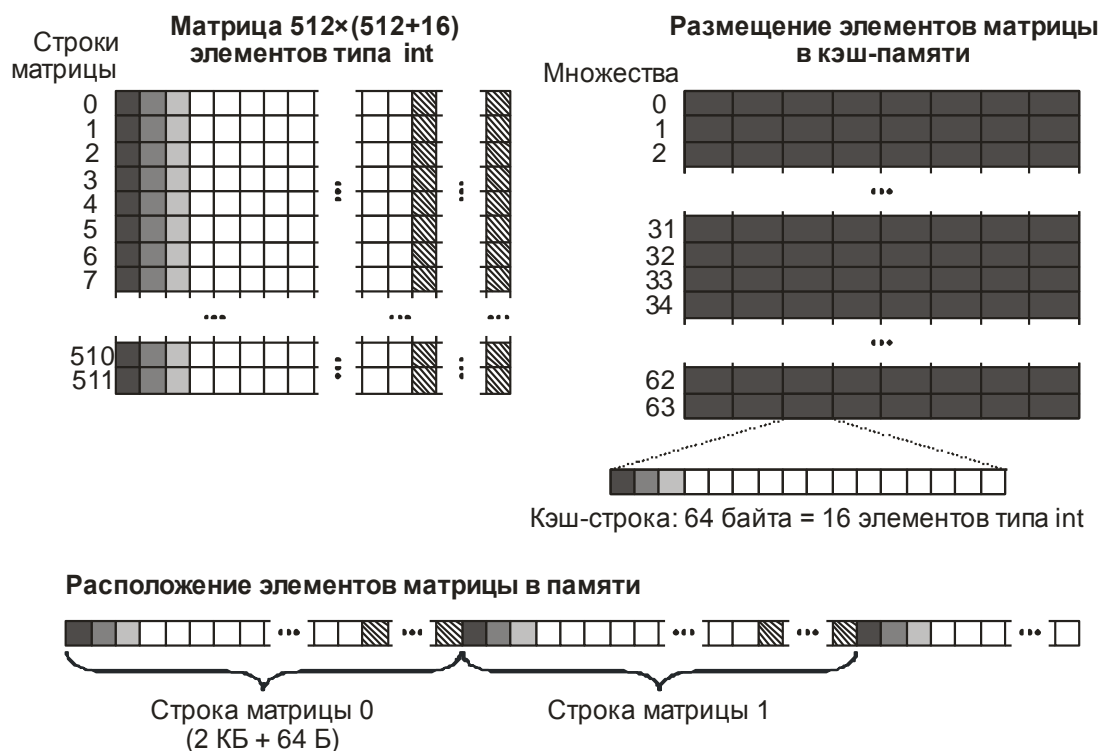 Матрица 512×(512+16)
элементов типа int
Строки
матрицы
0
1
2
3
4
5
6
7
510
511
Размещение элементов матрицы
в кэш-памяти
Множества
0
1
2
31
32
33
34
62
63
Кэш-строка: 64 байта = 16 элементов типа int
Расположение элементов матрицы в памяти
Строка матрицы 0
(2 КБ + 64 Б)
Строка матрицы 1